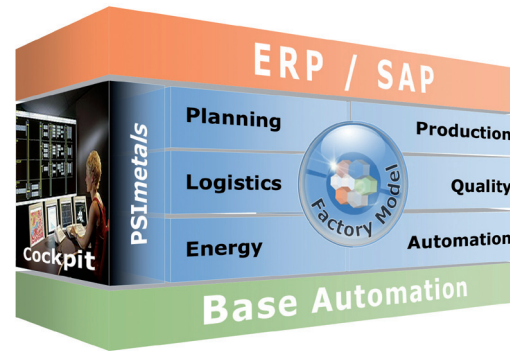 ERP / SAP
PSImetals
Planning
Production
Logistics
Quality
Energy
Automation
Factory Model
Cockpit
Base Automation